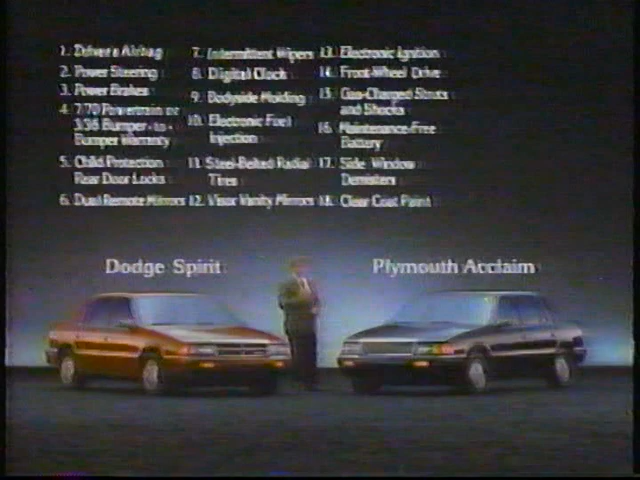 1. Driver's Airbag
2. Power Steering
3. Power Brakes
4. 7/70 Powertrain or
3/36 Bumper-to-
Bumper Warranty
5. Child Protection
Rear Door Locks
6. Dual Remote Mirrors
7. Intermittent Wipers
8. Digital Clock
9. Bodyside Molding
10. Electronic Fuel
Injection
11. Steel-Belted Radial
Tires
12. Visor Vanity Mirrors
13. Electronic Ignition
14. Front-Wheel Drive
15. Gas-Charged Struts
and Shocks
16. Maintenance-Free
Battery
17. Side Window
Demisters
18. Clear Coat Paint
Dodge Spirit
Plymouth Acclaim